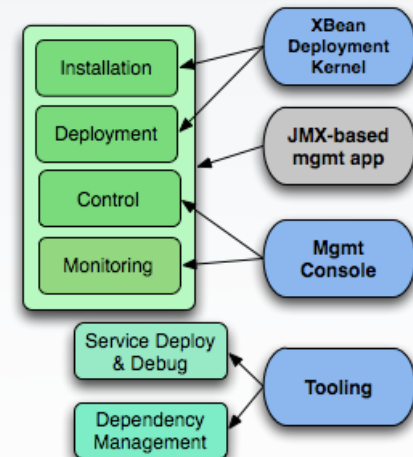 Installation
Deployment
Control
Monitoring
Service Deploy
& Debug
Dependency
Management
XBean
Deployment
Kernel
JMX-based
mgmt app
Mgmt
Console
Tooling